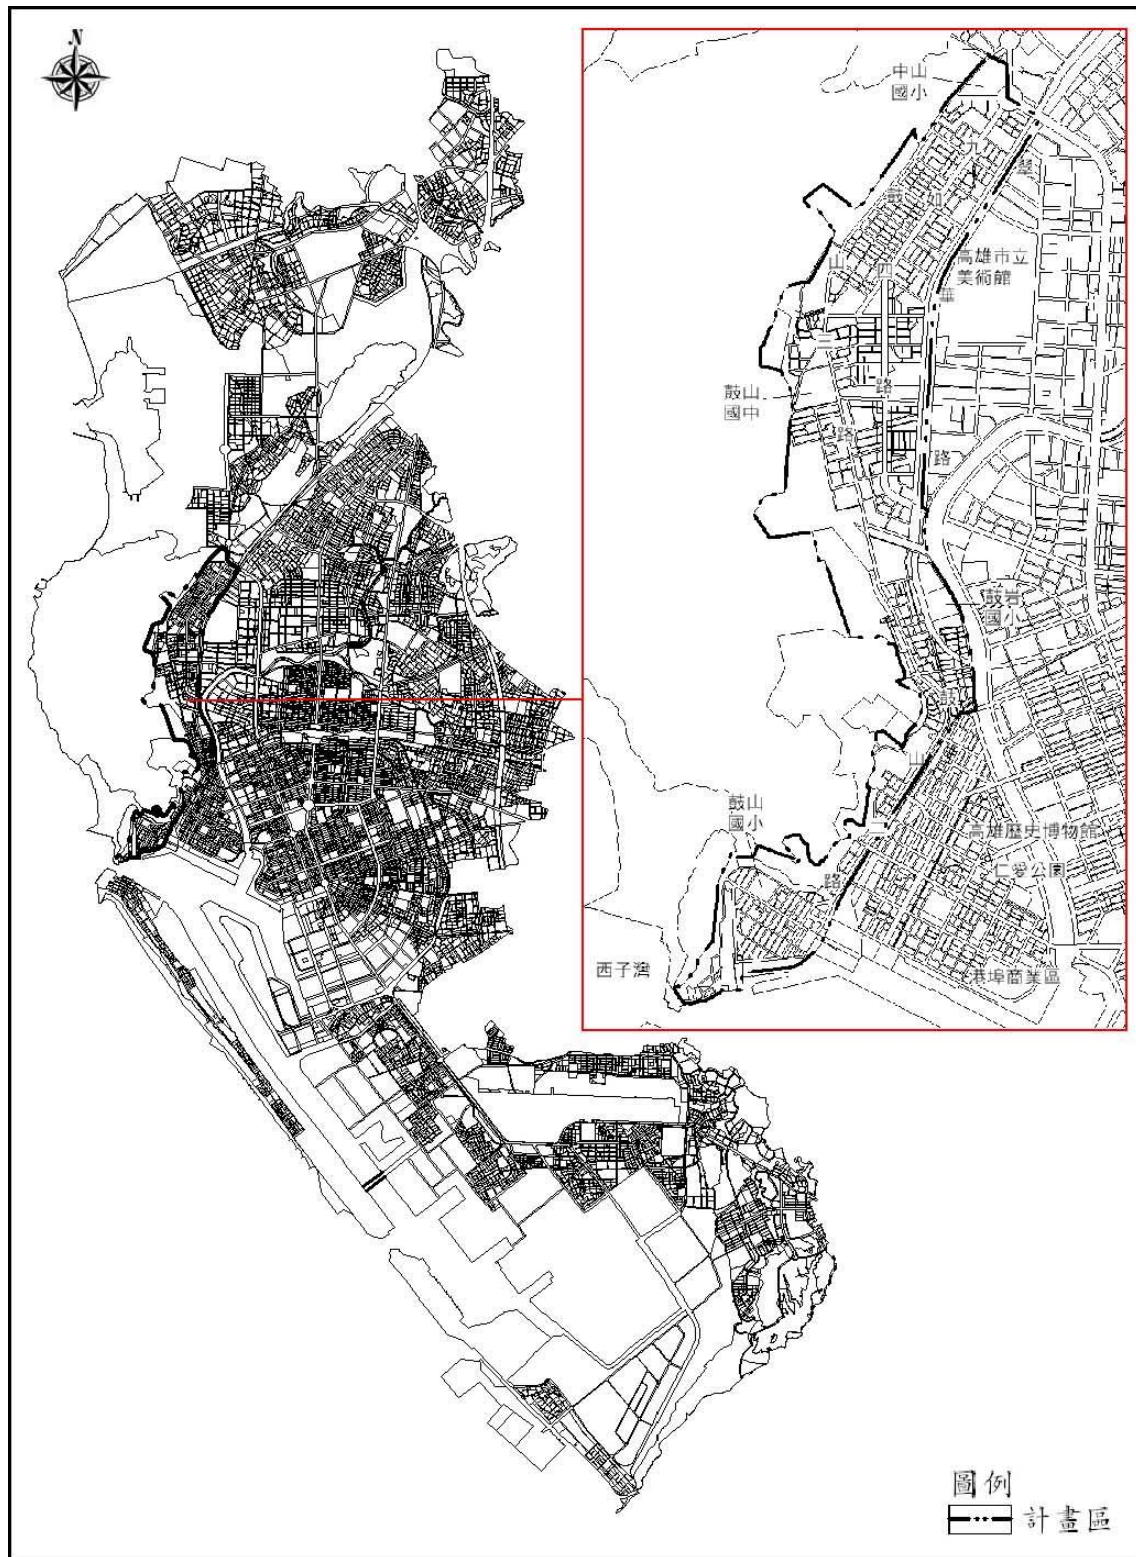 N
中山
國小
九
翠
如
鼓
山
四
高雄市立
美術館
華
三
鼓山
國中
路
路
路
鼓岩
國小
山
鼓山
國小
二
高雄歷史博物館
仁愛公園
路
西子灣
港埠商業區
圖例
計畫區